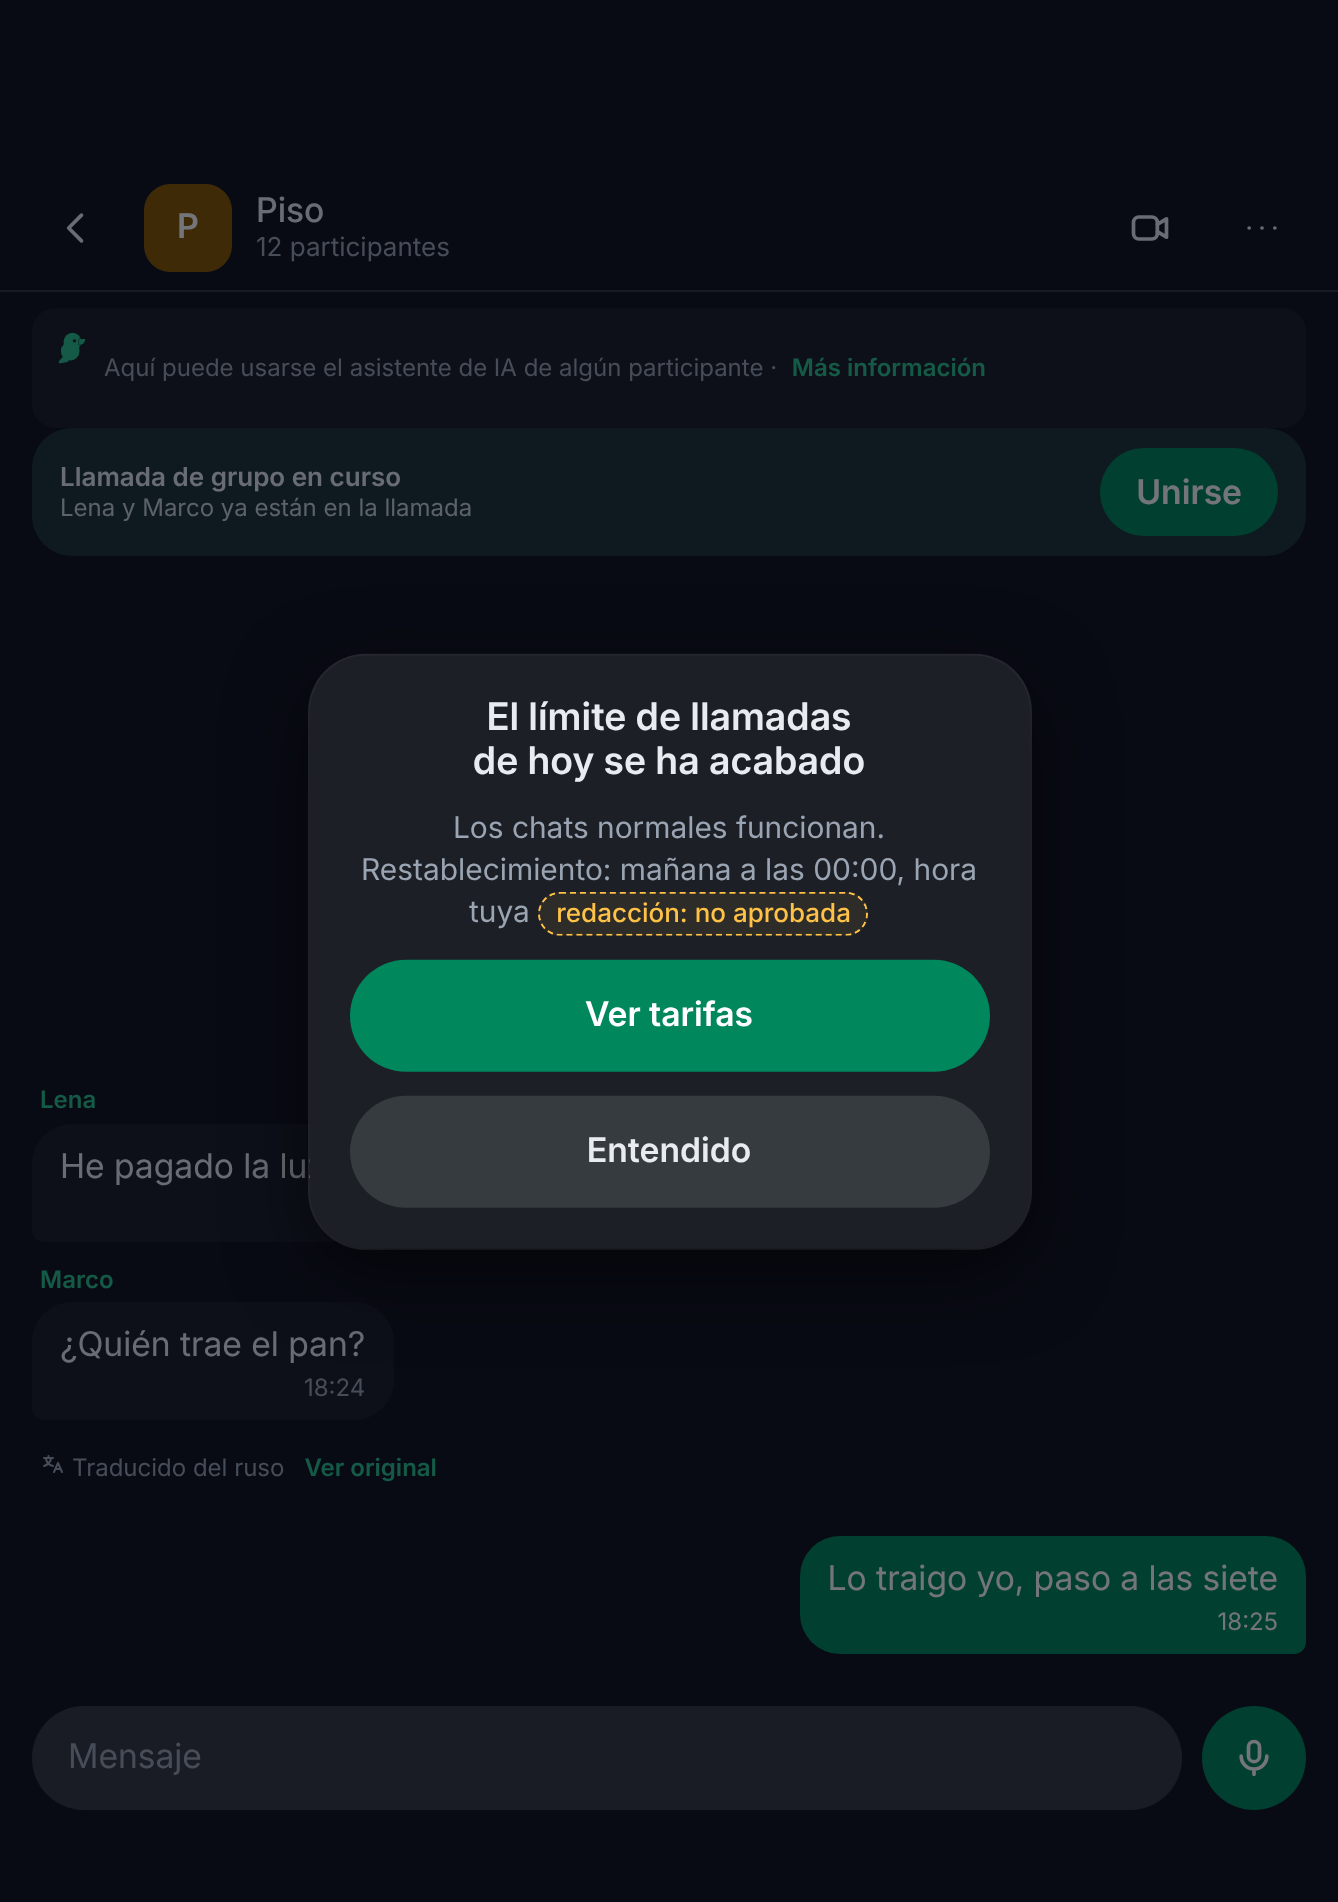 P
Piso
12 participantes
Aquí puede usarse el asistente de IA de algún participante · Más información
Llamada de grupo en curso
Lena y Marco ya están en la llamada
Unirse
El límite de llamadas
de hoy se ha acabado
Los chats normales funcionan.
Restablecimiento: mañana a las 00:00, hora
tuya redacción: no aprobada
Ver tarifas
Entendido
Lena
He pagado la
Marco
¿Quién trae el pan?
18:24
Traducido del ruso Ver original
Lo traigo yo, paso a las siete
18:25
Mensaje